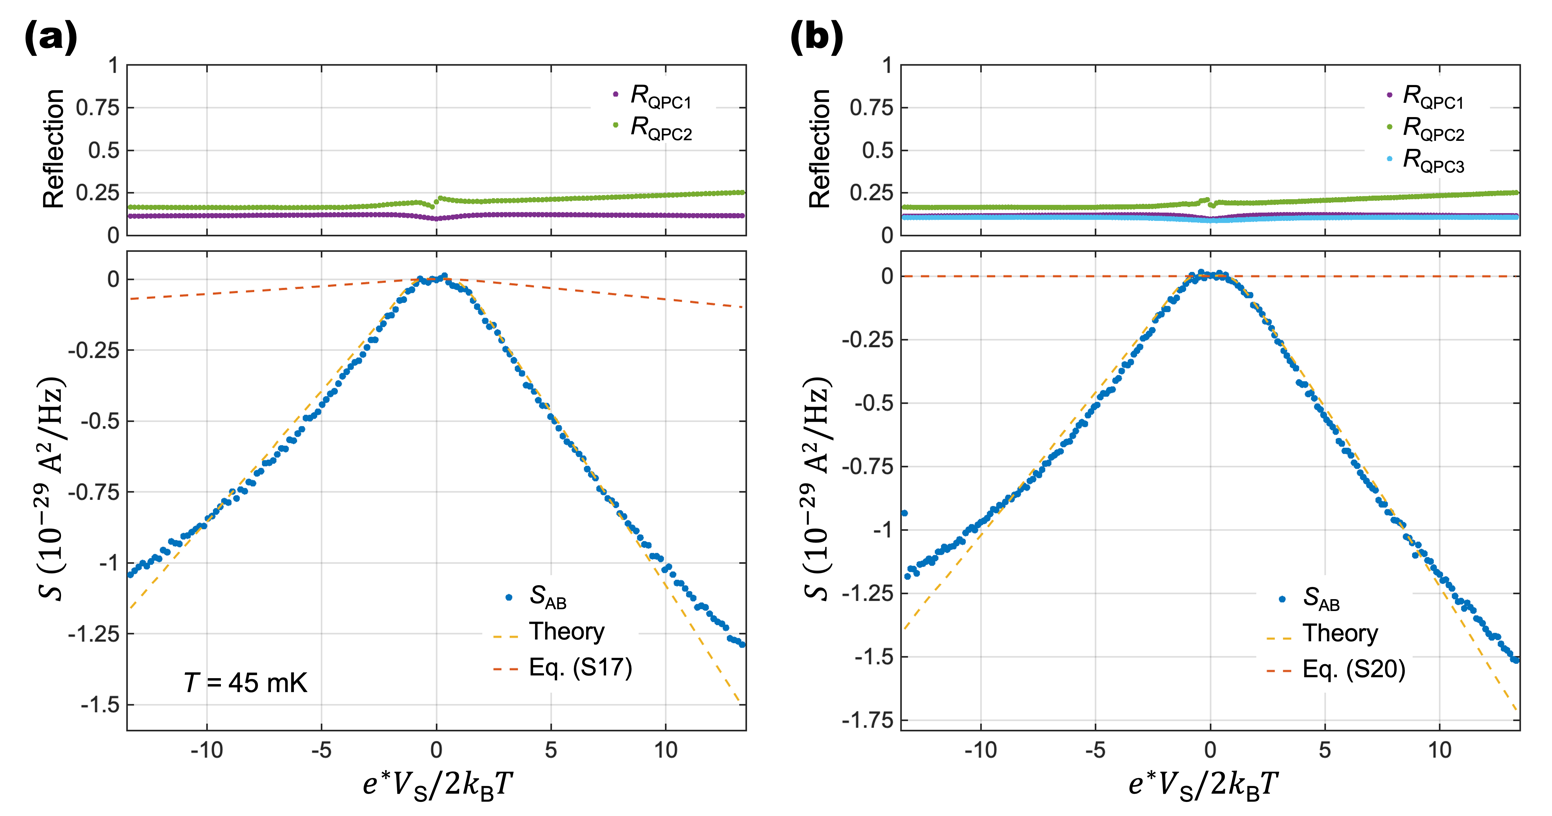 (a)
1
0.75
0.5
0.25
0
Reflection
R_QPC1
R_QPC2
0
-0.25
-0.5
-0.75
-1
-1.25
-1.5
S (10⁻²⁹ A²/Hz)
S_AB
Theory
Eq. (S17)
T = 45 mK
-10 -5 0 5 10
e*V_S/2k_BT
(b)
1
0.75
0.5
0.25
0
Reflection
R_QPC1
R_QPC2
R_QPC3
0
-0.25
-0.5
-0.75
-1
-1.25
-1.5
-1.75
S (10⁻²⁹ A²/Hz)
S_AB
Theory
Eq. (S20)
-10 -5 0 5 10
e*V_S/2k_BT